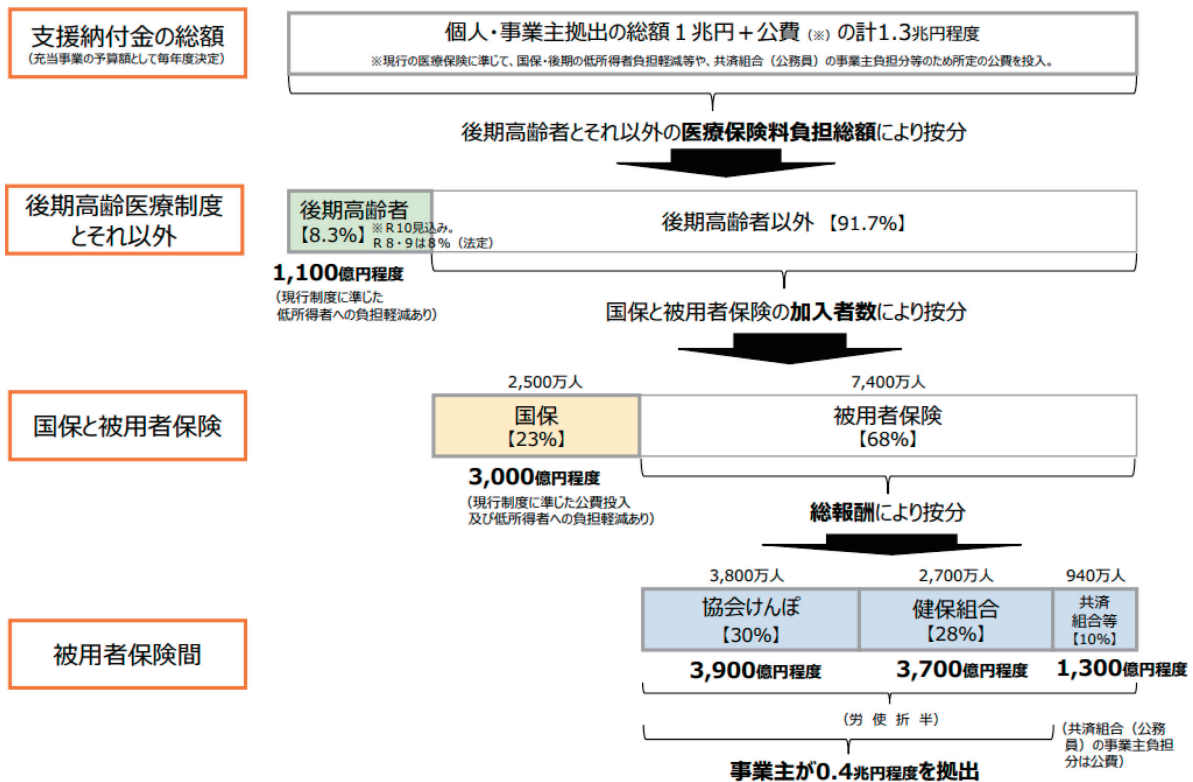 支援納付金の総額
(充当事業の予算額として毎年度決定)
個人・事業主拠出の総額１兆円＋公費（※）の計1.3兆円程度
※現行の医療保険に準じて、国保・後期の低所得者負担軽減等や、共済組合（公務員）の事業主負担分等のため所定の公費を投入。
後期高齢者とそれ以外の医療保険料負担総額により按分
後期高齢医療制度
とそれ以外
後期高齢者
【8.3%】
※Ｒ10見込み。
Ｒ８・９は８％（法定）
後期高齢者以外 【91.7%】
1,100億円程度
（現行制度に準じた
低所得者への負担軽減あり）
国保と被用者保険の加入者数により按分
国保と被用者保険
2,500万人
7,400万人
国保
【23%】
被用者保険
【68%】
3,000億円程度
（現行制度に準じた公費投入
及び低所得者への負担軽減あり）
総報酬により按分
被用者保険間
3,800万人
2,700万人
940万人
協会けんぽ
【30%】
健保組合
【28%】
共済
組合等
【10%】
3,900億円程度
3,700億円程度
1,300億円程度
（労 使 折 半）
（共済組合（公務
員）の事業主負担
分は公費）
事業主が0.4兆円程度を拠出